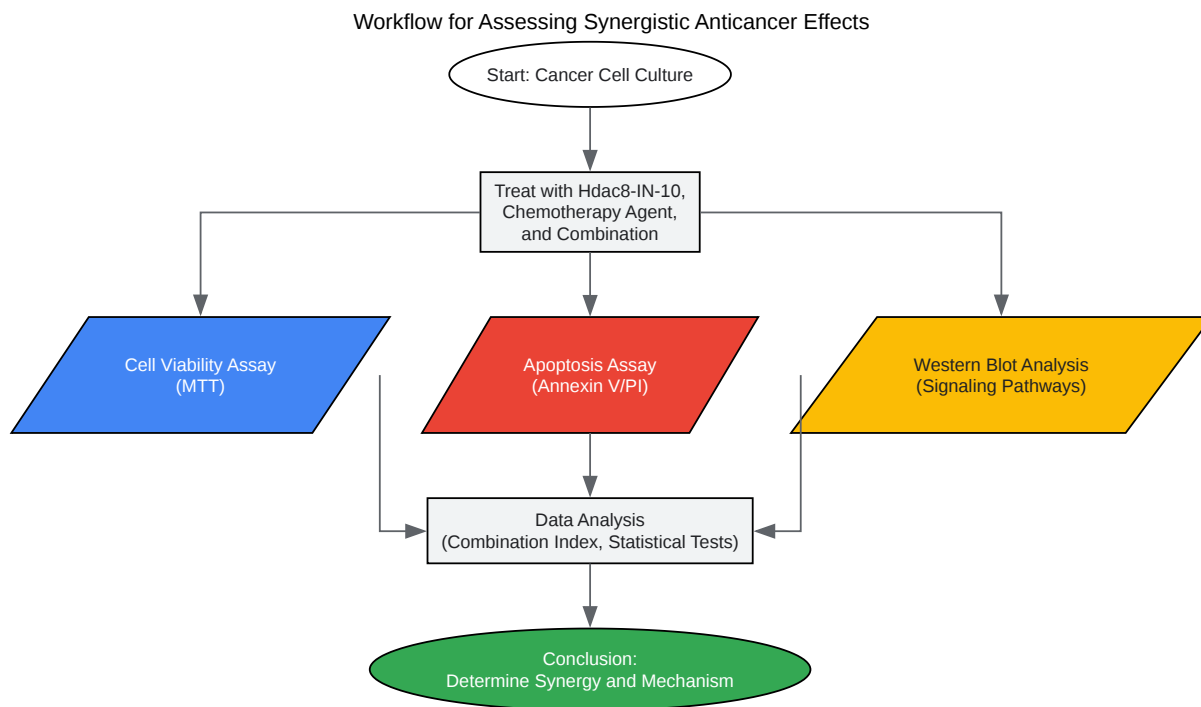 Workflow for Assessing Synergistic Anticancer Effects
Start: Cancer Cell Culture
Treat with Hdac8-IN-10,
Chemotherapy Agent,
and Combination
Cell Viability Assay
(MTT)
Apoptosis Assay
(Annexin V/PI)
Western Blot Analysis
(Signaling Pathways)
Data Analysis
(Combination Index, Statistical Tests)
Conclusion:
Determine Synergy and Mechanism